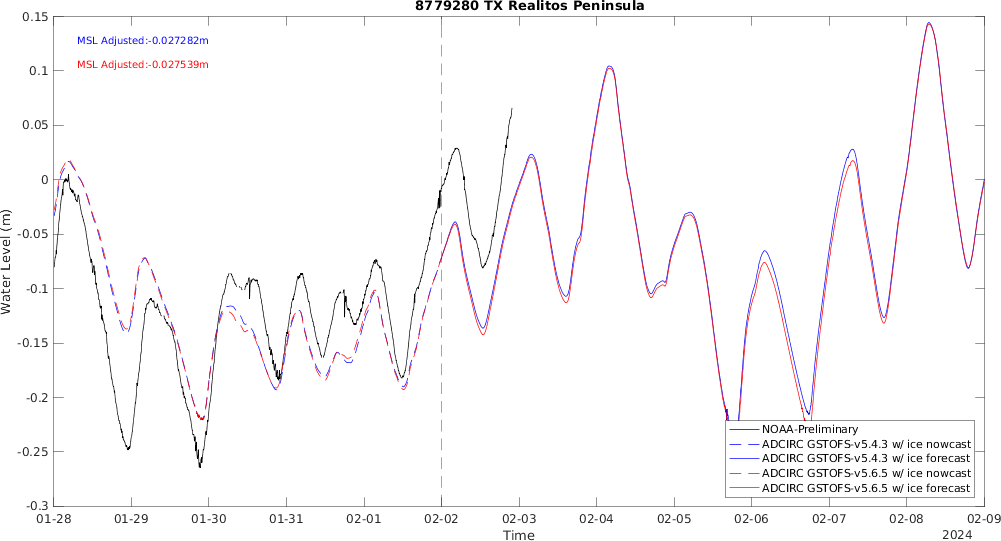 8779280 TX Realitos Peninsula
MSL Adjusted:-0.027282m
MSL Adjusted:-0.027539m
0.15
0.1
0.05
0
-0.05
-0.1
-0.15
-0.2
-0.25
-0.3
Water Level (m)
NOAA-Preliminary
ADCIRC GSTOFS-v5.4.3 w/ ice nowcast
ADCIRC GSTOFS-v5.4.3 w/ ice forecast
ADCIRC GSTOFS-v5.6.5 w/ ice nowcast
ADCIRC GSTOFS-v5.6.5 w/ ice forecast
01-28 01-29 01-30 01-31 02-01 02-02 02-03 02-04 02-05 02-06 02-07 02-08 02-09
Time
2024